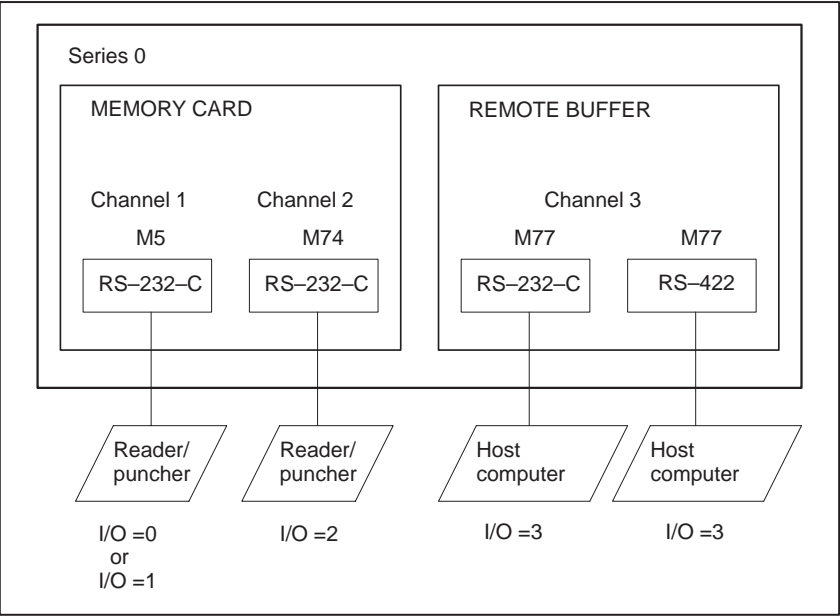 Series 0
MEMORY CARD
REMOTE BUFFER
Channel 1
Channel 2
Channel 3
M5
M74
M77
M77
RS–232–C
RS–232–C
RS–232–C
RS–422
Reader/
puncher
Reader/
puncher
Host
computer
Host
computer
I/O =0
or
I/O =1
I/O =2
I/O =3
I/O =3